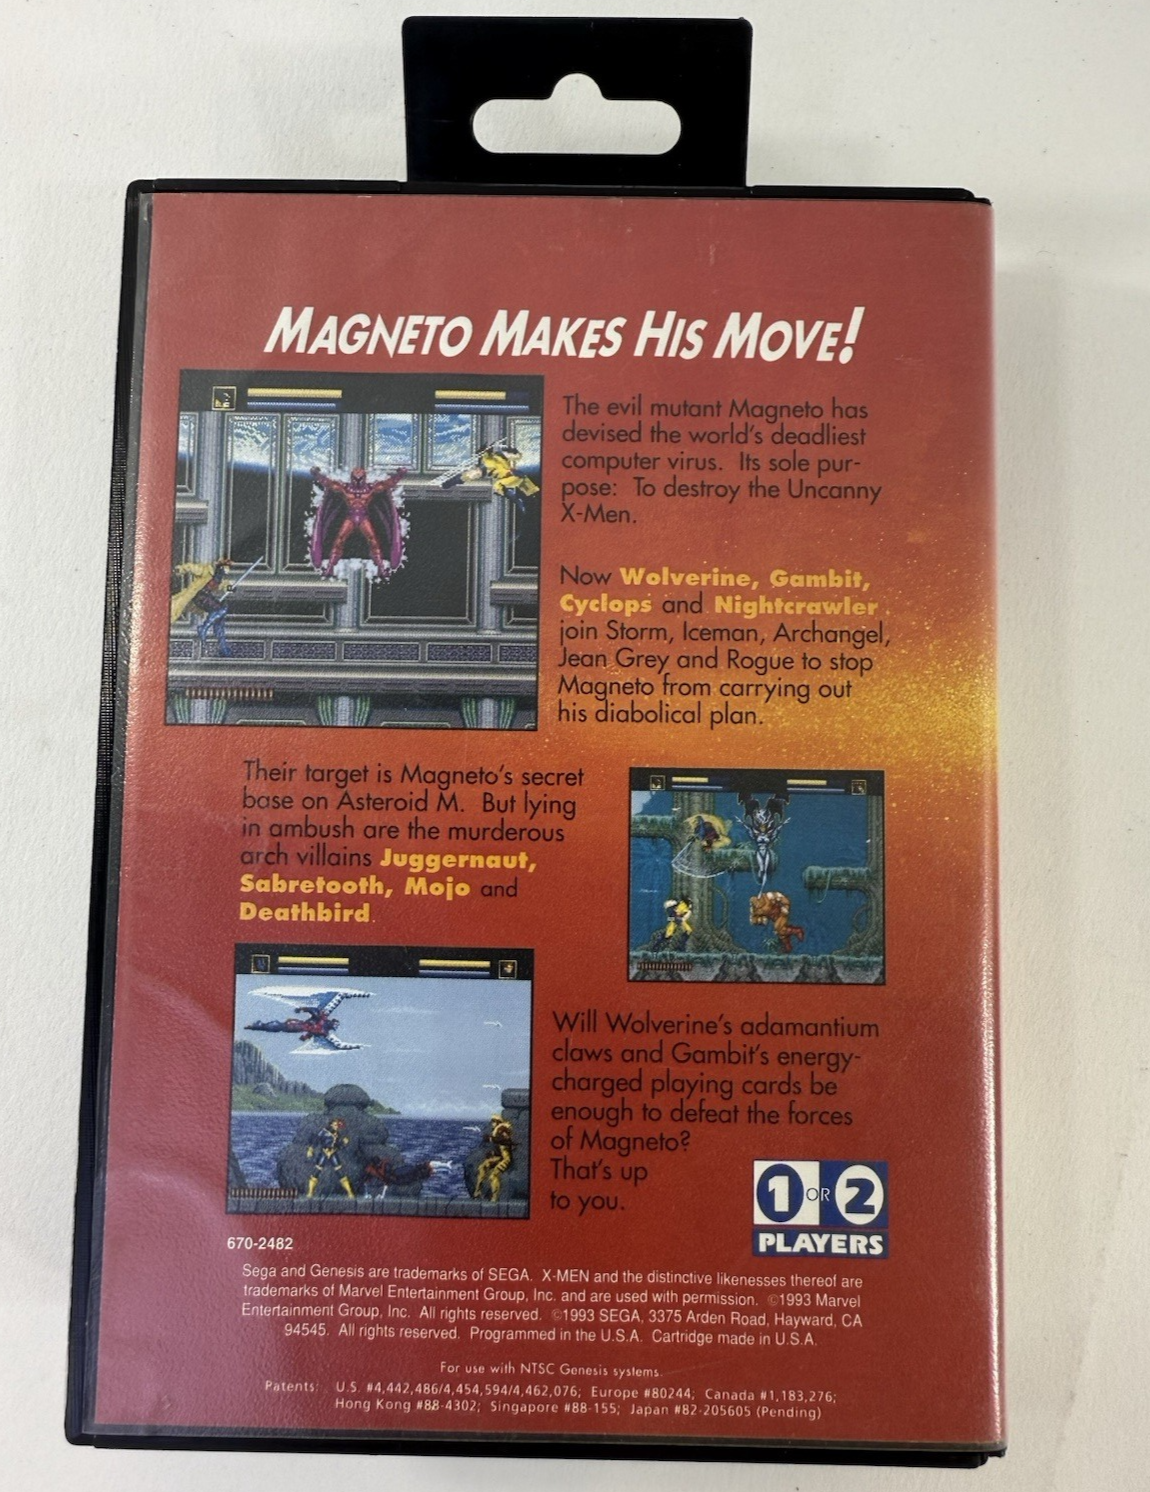 MAGNETO MAKES HIS MOVE!
The evil mutant Magneto has
devised the world's deadliest
computer virus. Its sole pur-
pose: To destroy the Uncanny
X-Men.
Now Wolverine, Gambit,
Cyclops and Nightcrawler
join Storm, Iceman, Archangel,
Jean Grey and Rogue to stop
Magneto from carrying out
his diabolical plan.
Their target is Magneto's secret
base on Asteroid M. But lying
in ambush are the murderous
arch villains Juggernaut,
Sabretooth, Mojo and
Deathbird.
Will Wolverine's adamantium
claws and Gambit's energy-
charged playing cards be
enough to defeat the forces
of Magneto?
That's up
to you.
1 OR 2
PLAYERS
670-2482
Sega and Genesis are trademarks of SEGA. X-MEN and the distinctive likenesses thereof are
trademarks of Marvel Entertainment Group, Inc. and are used with permission. ©1993 Marvel
Entertainment Group, Inc. All rights reserved. ©1993 SEGA, 3375 Arden Road, Hayward, CA
94545. All rights reserved. Programmed in the U.S.A. Cartridge made in U.S.A.
For use with NTSC Genesis systems.
Patents: U.S. #4,442,486/4,454,594/4,462,076; Europe #80244; Canada #1,183,276;
Hong Kong #88-4302; Singapore #88-155; Japan #82-205605 (Pending)